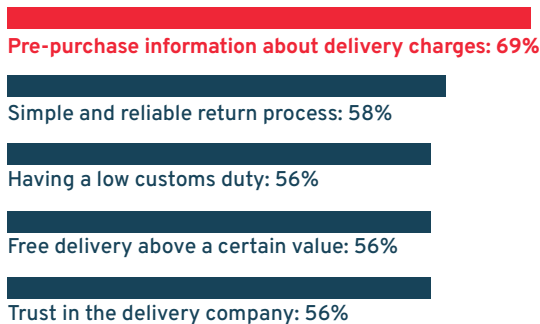 Pre-purchase information about delivery charges: 69%
Simple and reliable return process: 58%
Having a low customs duty: 56%
Free delivery above a certain value: 56%
Trust in the delivery company: 56%